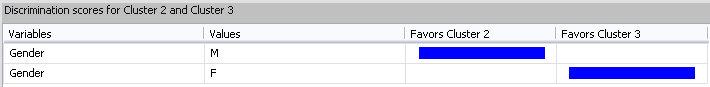 Discrimination scores for Cluster 2 and Cluster 3
Variables Values Favors Cluster 2 Favors Cluster 3
Gender M
Gender F